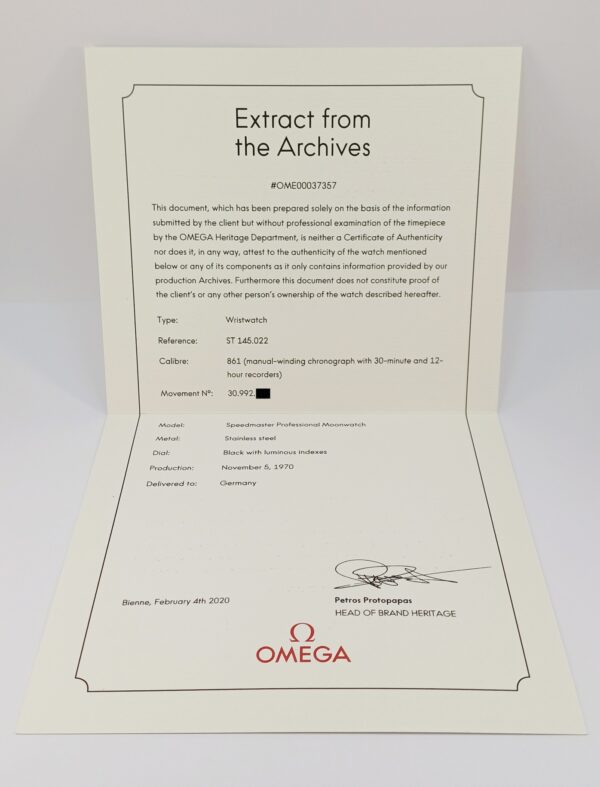 Extract from
the Archives
#OME00037357
This document, which has been prepared solely on the basis of the information
submitted by the client but without professional examination of the timepiece
by the OMEGA Heritage Department, is neither a Certificate of Authenticity
nor does it, in any way, attest to the authenticity of the watch mentioned
below or any of its components as it only contains information provided by our
production Archives. Furthermore this document does not constitute proof of
the client's or any other person's ownership of the watch described hereafter.
Type: Wristwatch
Reference: ST 145.022
Calibre: 861 (manual-winding chronograph with 30-minute and 12-
hour recorders)
Movement Nº: 30.992.
Model: Speedmaster Professional Moonwatch
Metal: Stainless steel
Dial: Black with luminous indexes
Production: November 5, 1970
Delivered to: Germany
Bienne, February 4th 2020
Petros Protopapas
HEAD OF BRAND HERITAGE
Ω
OMEGA